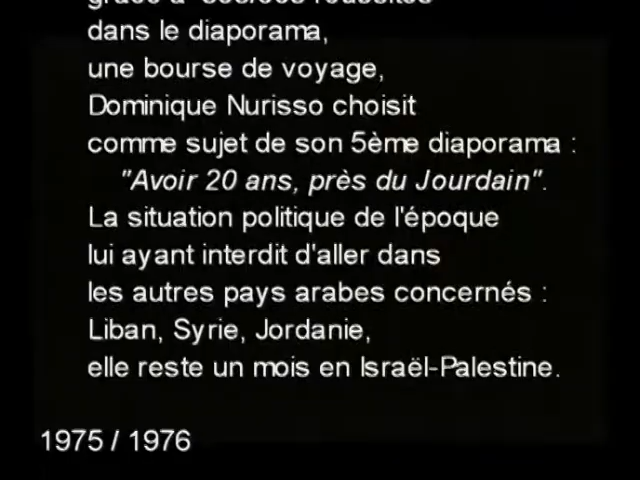 dans le diaporama,
une bourse de voyage,
Dominique Nurisso choisit
comme sujet de son 5ème diaporama :
"Avoir 20 ans, près du Jourdain".
La situation politique de l'époque
lui ayant interdit d'aller dans
les autres pays arabes concernés :
Liban, Syrie, Jordanie,
elle reste un mois en Israël-Palestine.
1975 / 1976